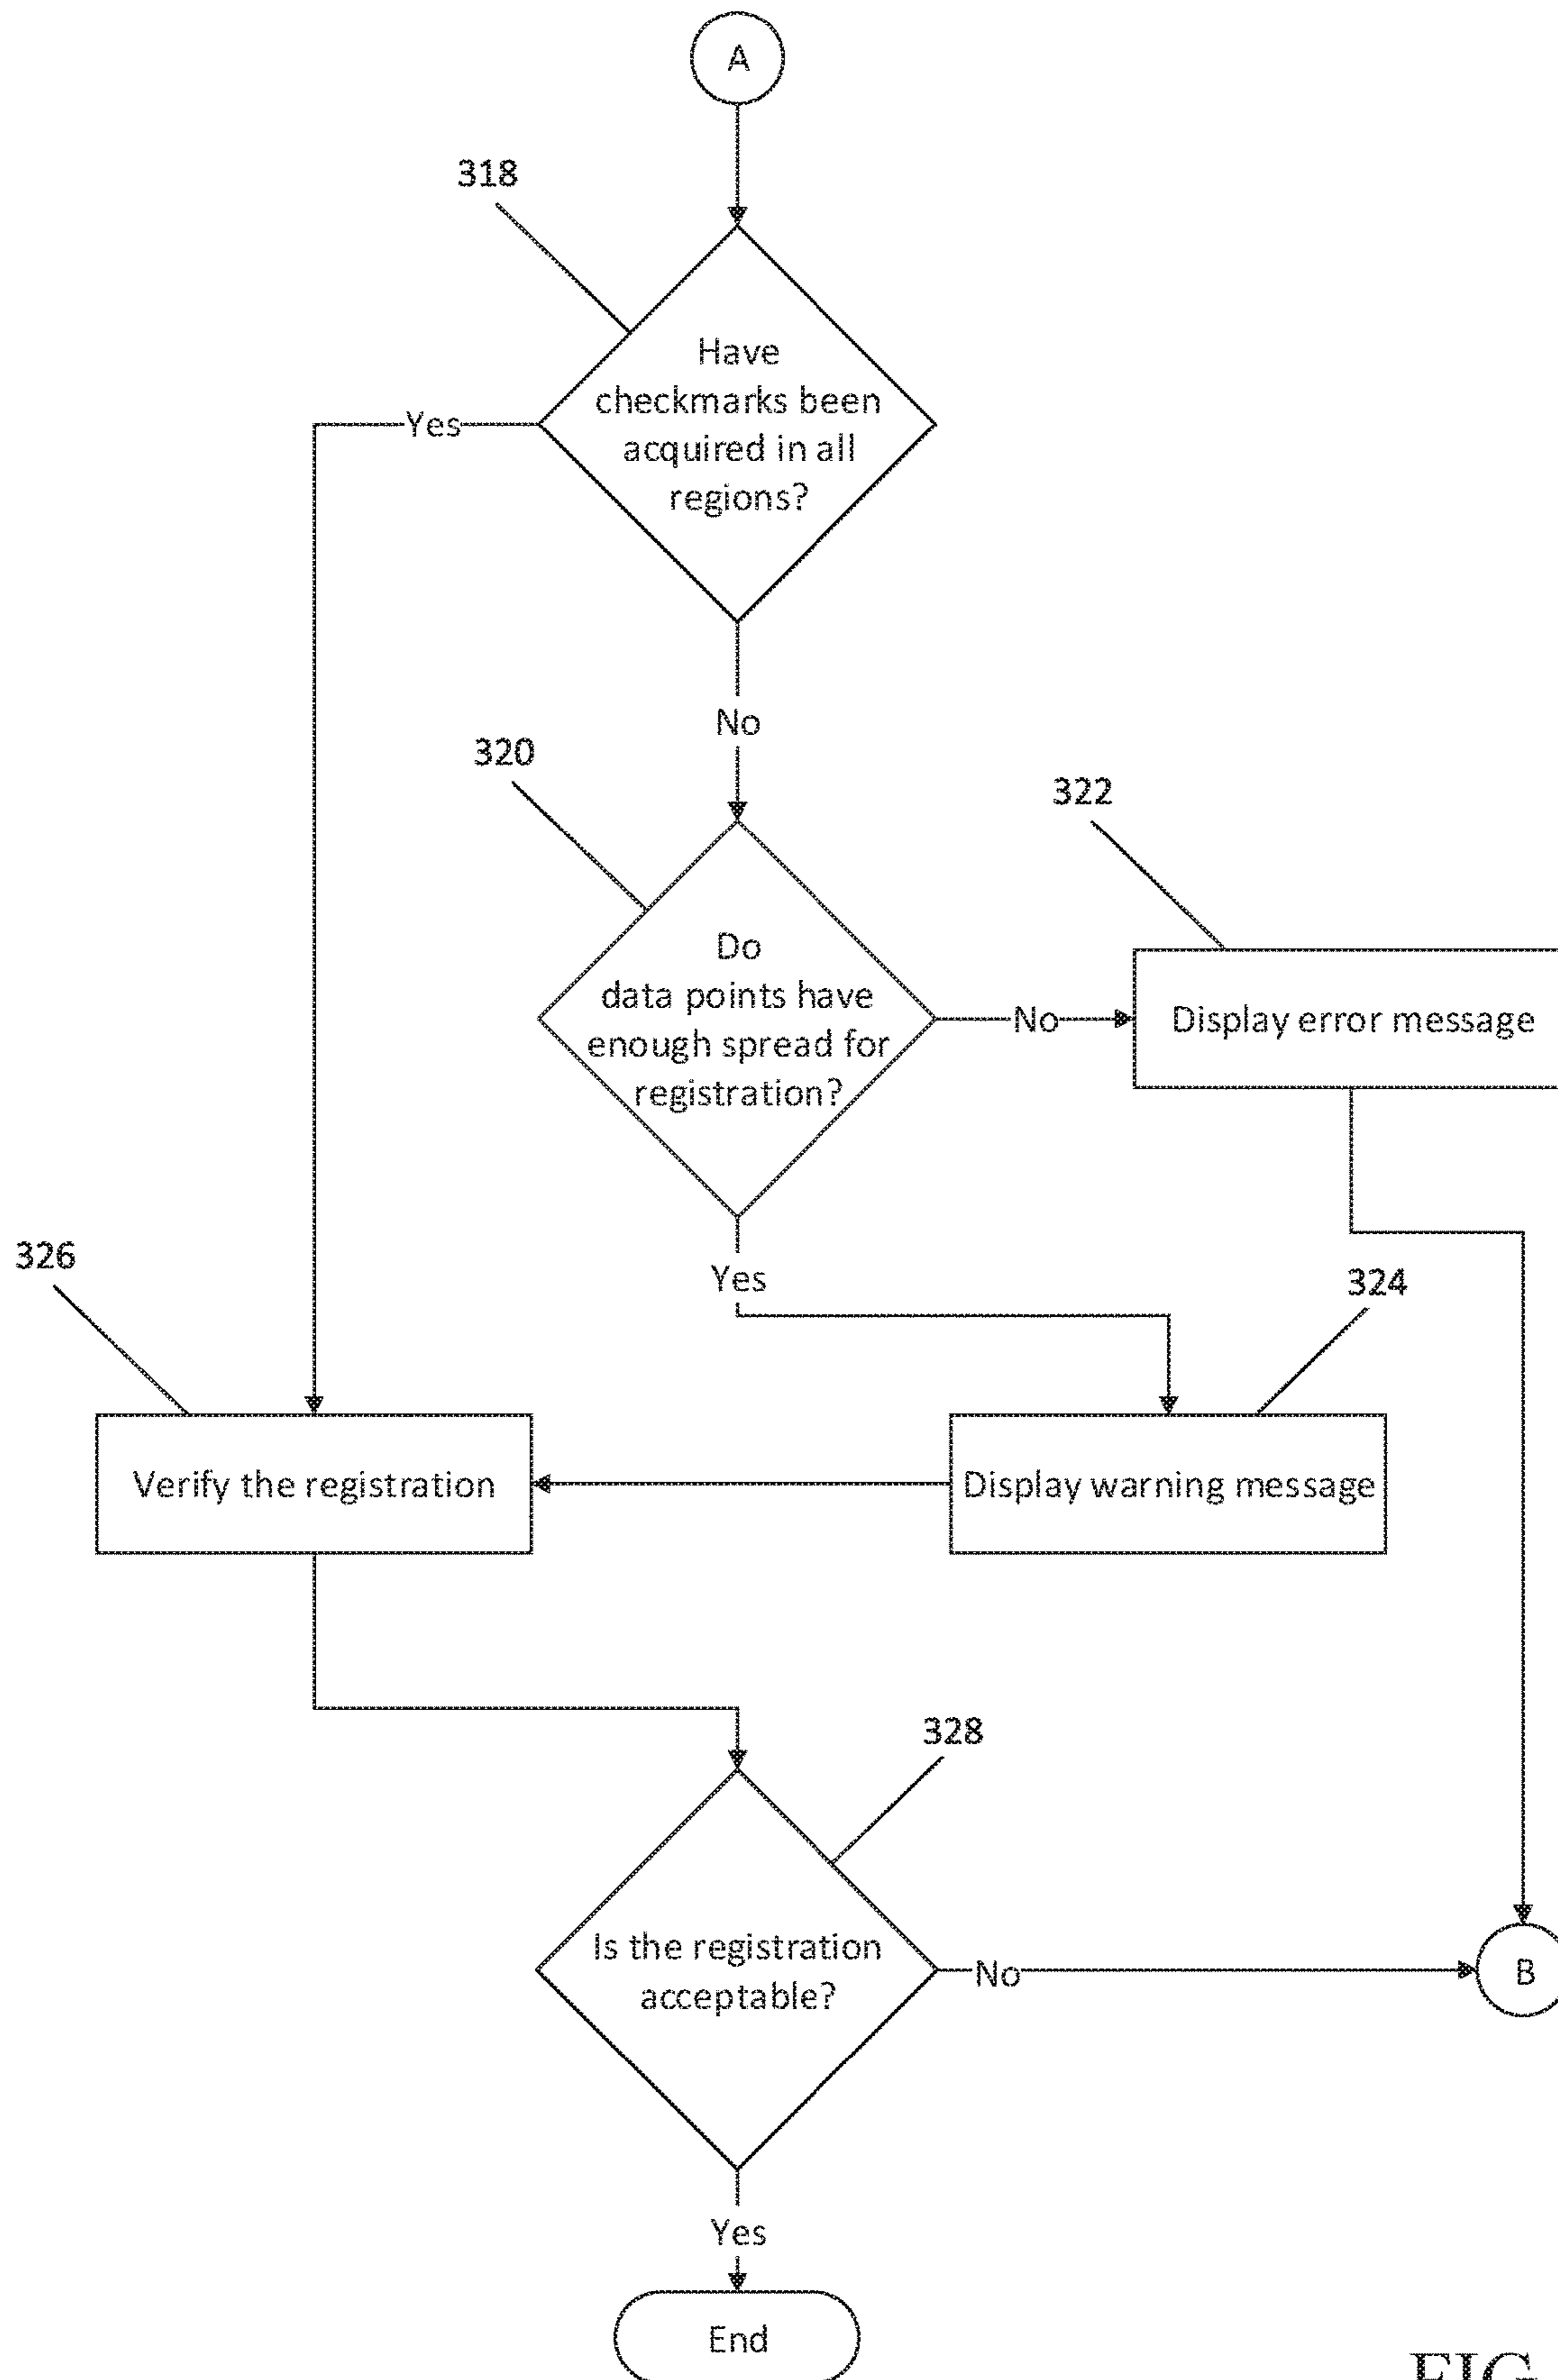 A
318
Have
checkmarks been
acquired in all
regions?
Yes
No
320
322
Do
data points have
enough spread for
registration?
No
Display error message
326
Yes
324
Verify the registration
Display warning message
328
Is the registration
acceptable?
No
B
Yes
End
FIG